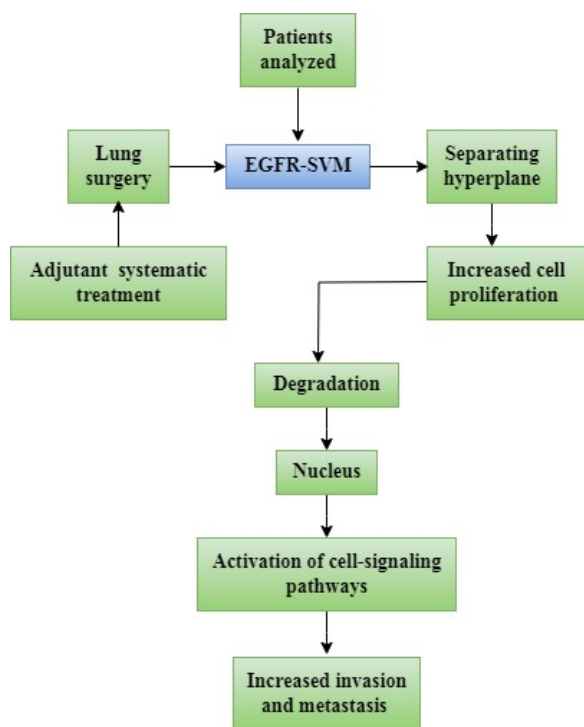 Patients
analyzed
Lung
surgery
EGFR-SVM
Separating
hyperplane
Adjutant systematic
treatment
Increased cell
proliferation
Degradation
Nucleus
Activation of cell-signaling
pathways
Increased invasion
and metastasis